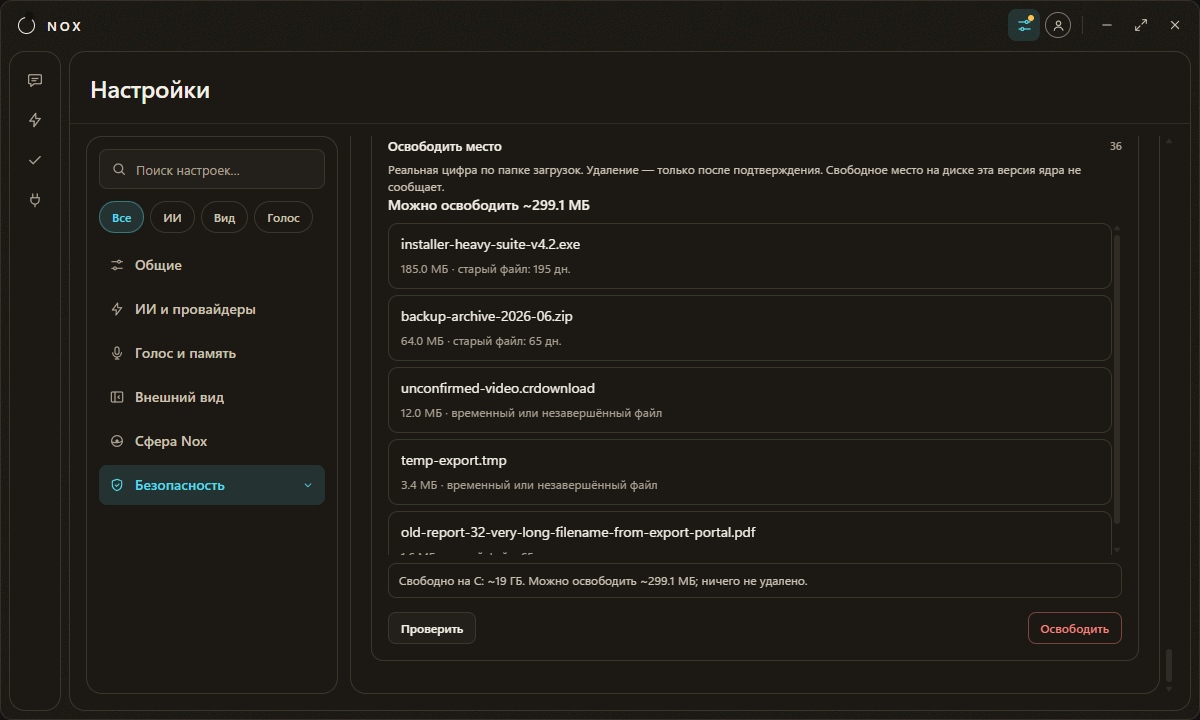 NOX
Настройки
Поиск настроек...
Все
ИИ
Вид
Голос
Общие
ИИ и провайдеры
Голос и память
Внешний вид
Сфера Nox
Безопасность
Освободить место
36
Реальная цифра по папке загрузок. Удаление — только после подтверждения. Свободное место на диске эта версия ядра не
сообщает.
Можно освободить ~299.1 МБ
installer-heavy-suite-v4.2.exe
185.0 МБ · старый файл: 195 дн.
backup-archive-2026-06.zip
64.0 МБ · старый файл: 65 дн.
unconfirmed-video.crdownload
12.0 МБ · временный или незавершённый файл
temp-export.tmp
3.4 МБ · временный или незавершённый файл
old-report-32-very-long-filename-from-export-portal.pdf
Свободно на C: ~19 ГБ. Можно освободить ~299.1 МБ; ничего не удалено.
Проверить
Освободить